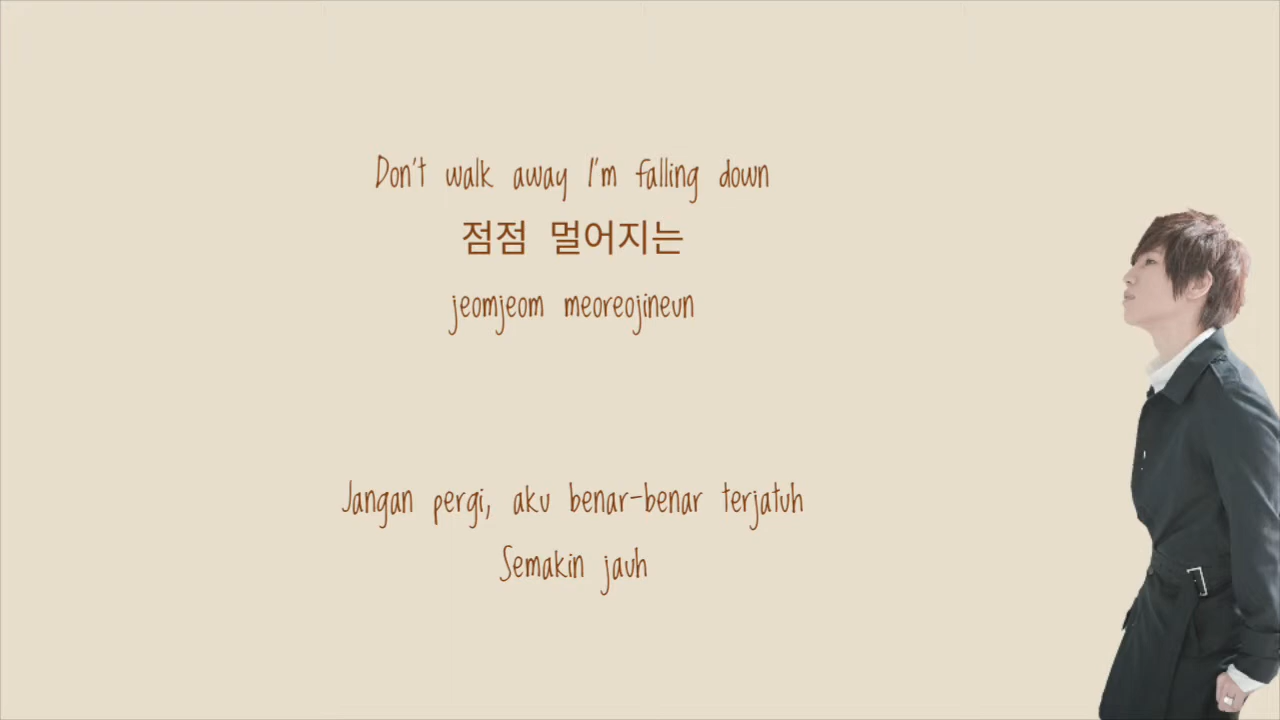 Don't walk away I'm falling down
점점 멀어지는
jeomjeom meoreojineun
Jangan pergi, aku benar-benar terjatuh
Semakin jauh